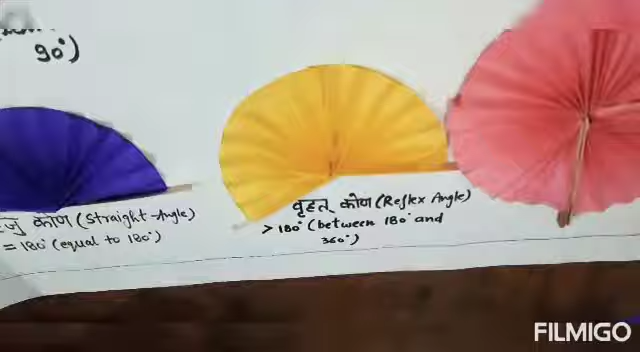 90°)
कोण (Straight Angle)
= 180° (equal to 180°)
वृहत् कोण (Reflex Angle)
> 180° (between 180° and
360°)
FILMIGO